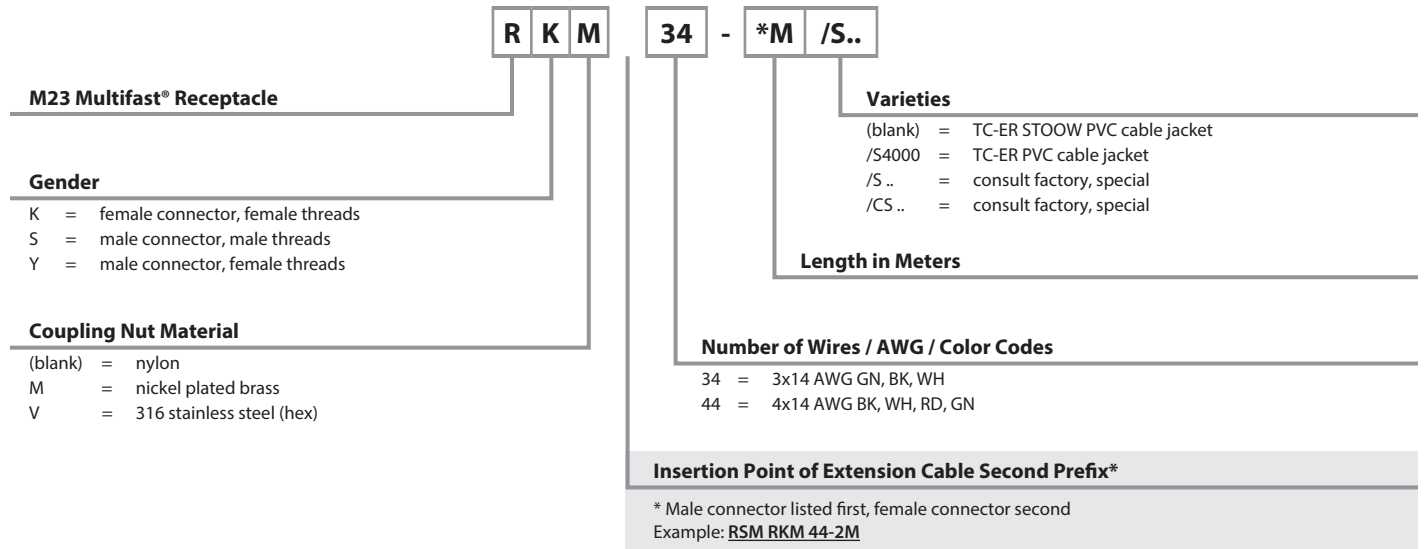 R K M 34 - *M /S..
M23 Multifast® Receptacle
Gender
K = female connector, female threads
S = male connector, male threads
Y = male connector, female threads
Coupling Nut Material
(blank) = nylon
M = nickel plated brass
V = 316 stainless steel (hex)
Varieties
(blank) = TC-ER STOOW PVC cable jacket
/S4000 = TC-ER PVC cable jacket
/S .. = consult factory, special
/CS .. = consult factory, special
Length in Meters
Number of Wires / AWG / Color Codes
34 = 3x14 AWG GN, BK, WH
44 = 4x14 AWG BK, WH, RD, GN
Insertion Point of Extension Cable Second Prefix*
* Male connector listed first, female connector second
Example: RSM RKM 44-2M